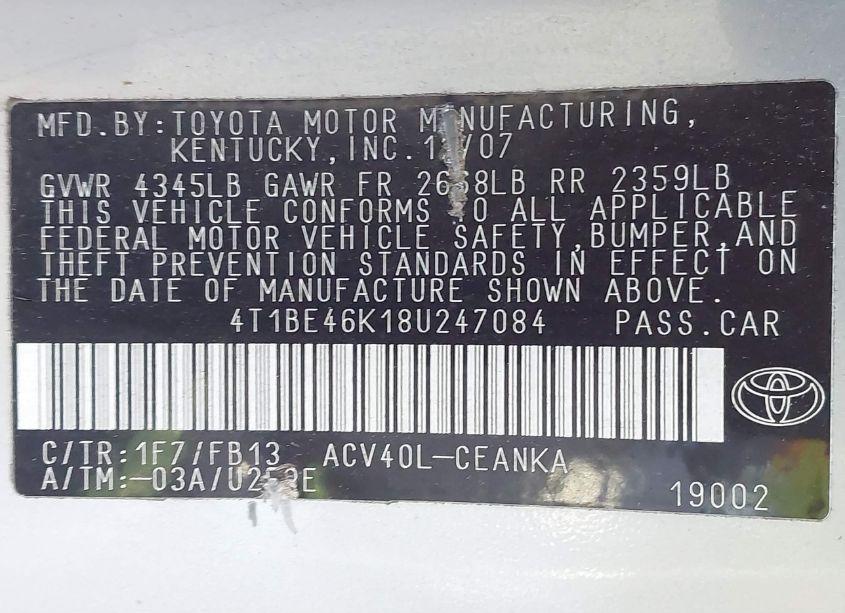 MFD.BY:TOYOTA MOTOR MANUFACTURING,
KENTUCKY,INC.
GVWR 4345LB GAWR FR RR 2359LB
THIS VEHICLE CONFORMS TO ALL APPLICABLE
FEDERAL MOTOR VEHICLE SAFETY,BUMPER,AND
THEFT PREVENTION STANDARDS IN EFFECT ON
THE DATE OF MANUFACTURE SHOWN ABOVE.
4T1BE46K18U247084 PASS.CAR
C/TR:1F7/FB13 ACV40L-CEANKA
19002